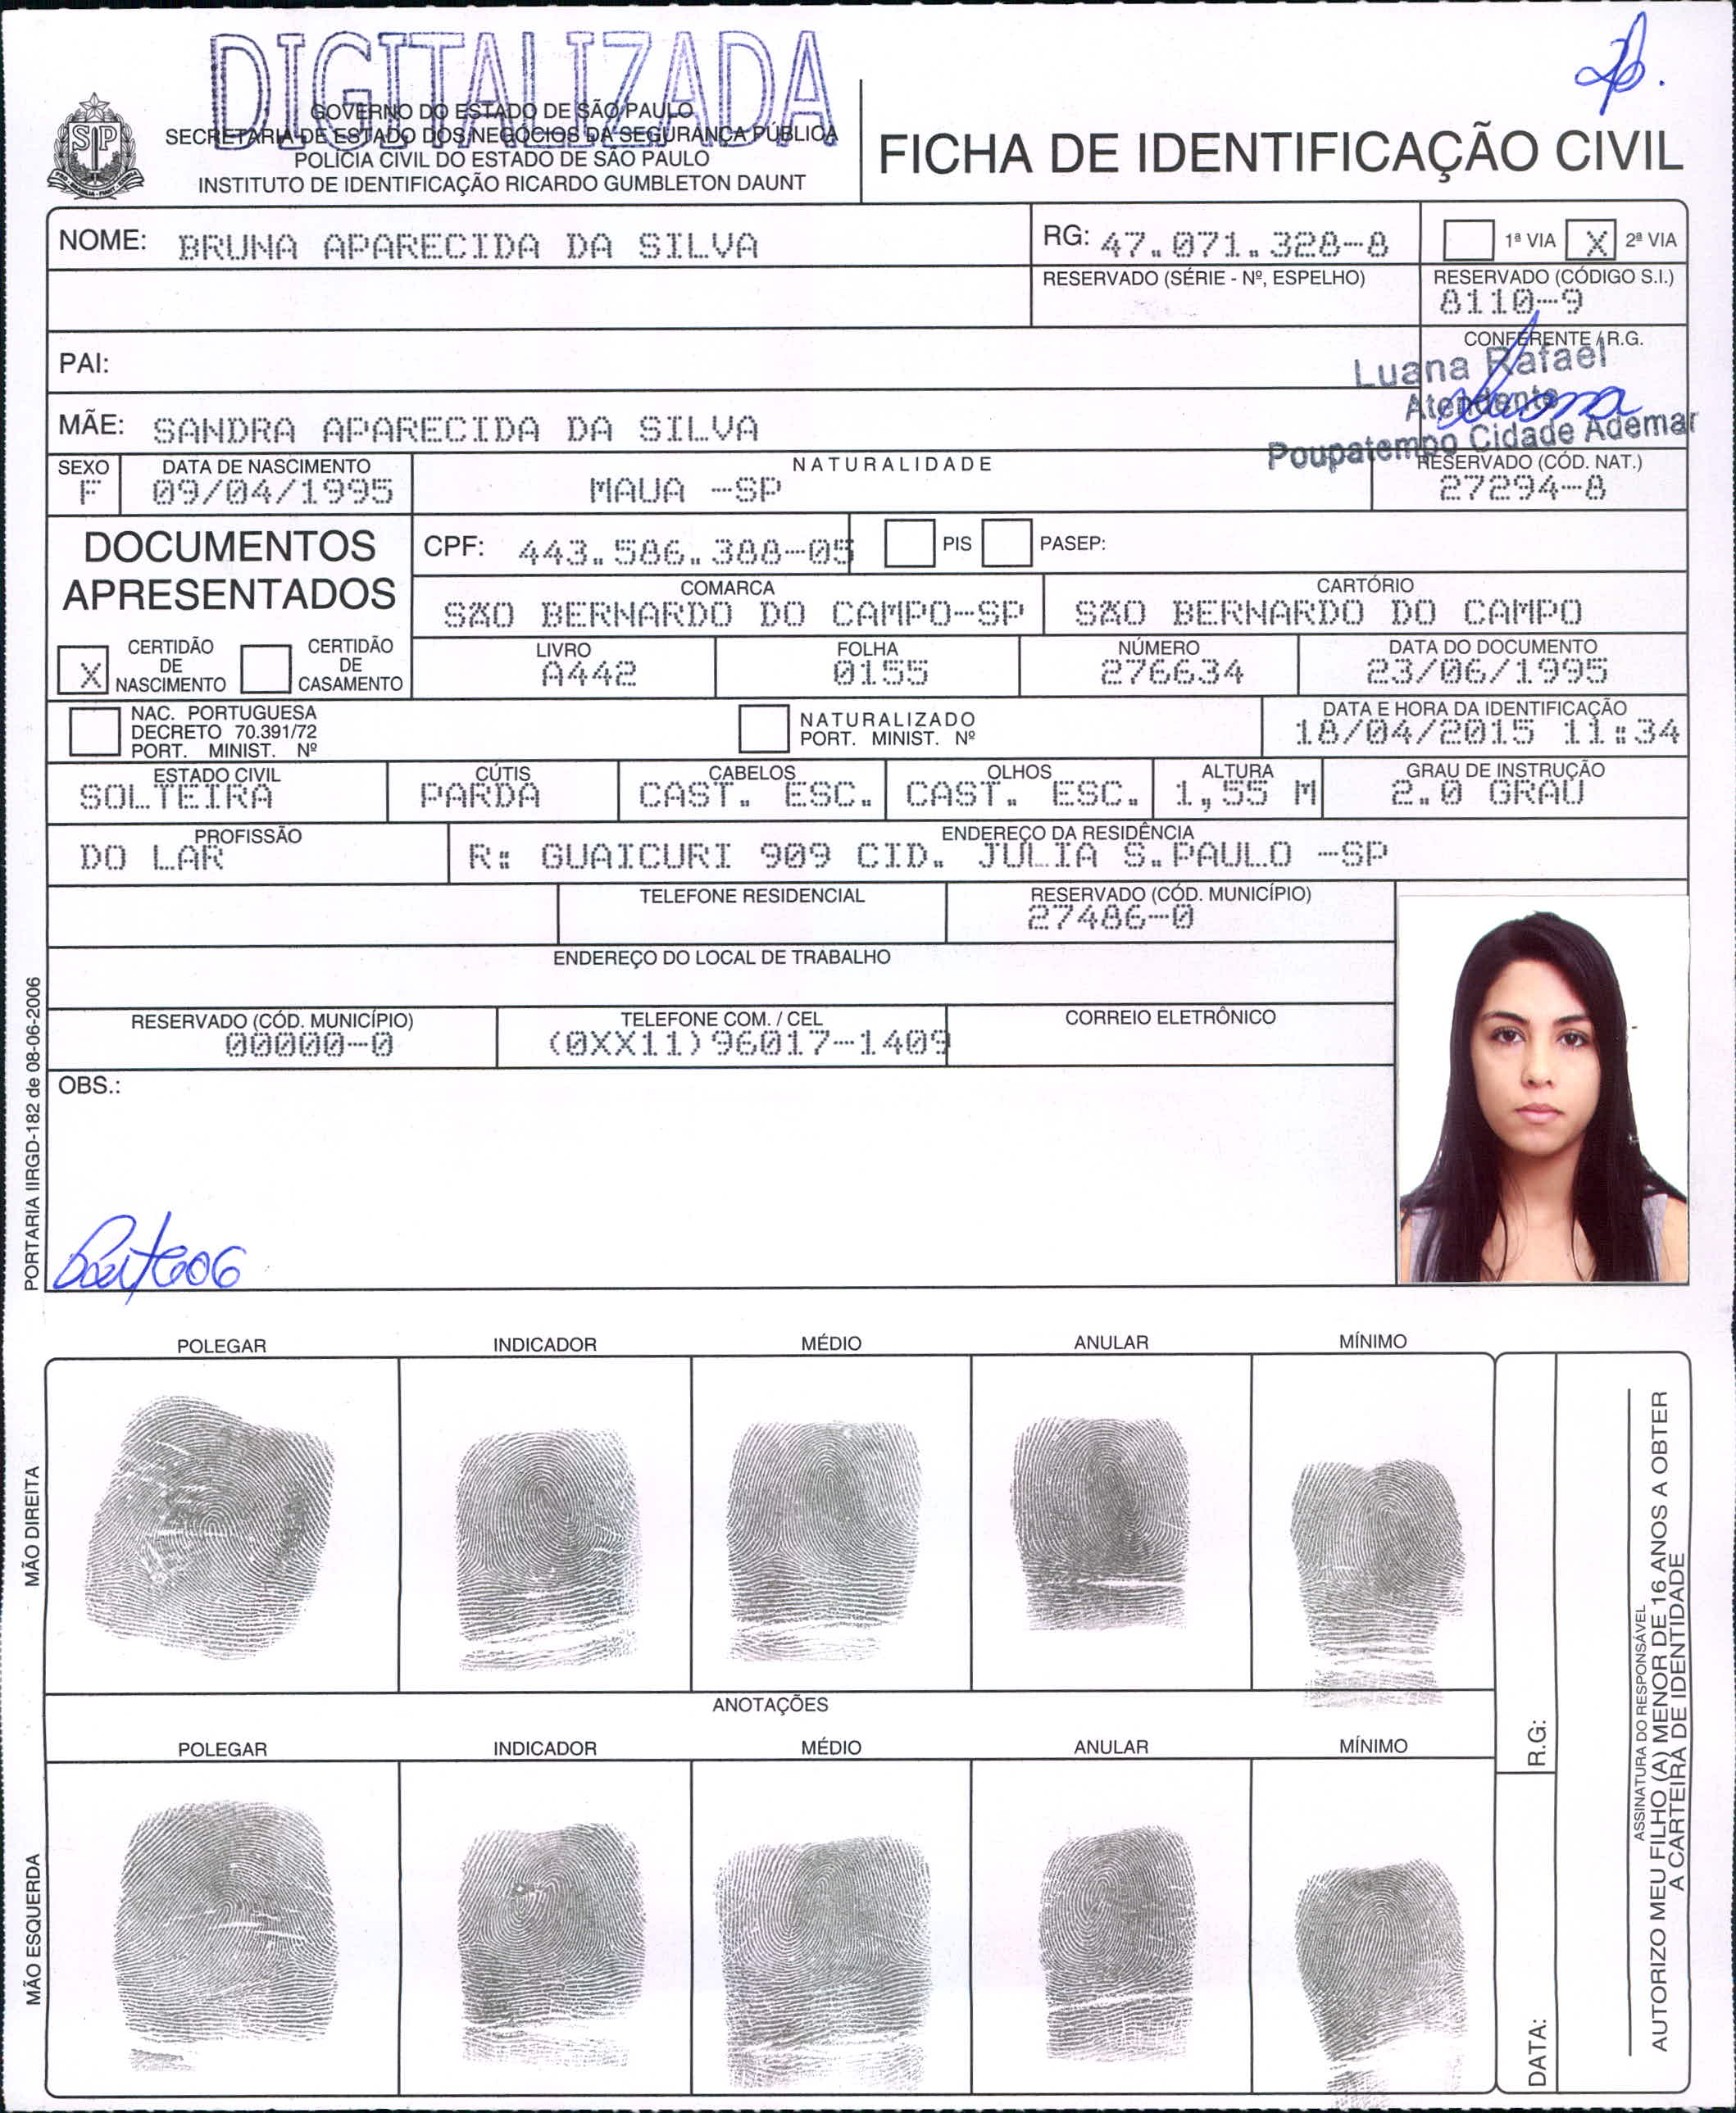 DIGITALIZADA
GOVERNO DO ESTADO DE SÃO PAULO
SECRETARIA DE ESTADO DOS NEGÓCIOS DA SEGURANÇA PÚBLICA
POLÍCIA CIVIL DO ESTADO DE SÃO PAULO
INSTITUTO DE IDENTIFICAÇÃO RICARDO GUMBLETON DAUNT
SP
FICHA DE IDENTIFICAÇÃO CIVIL
NOME: BRUNA APARECIDA DA SILVA
RG: 47.071.328-8
1ª VIA X 2ª VIA
RESERVADO (SÉRIE - Nº, ESPELHO)
RESERVADO (CÓDIGO S.I.)
8110-9
PAI:
CONFERENTE / R.G.
Luana Rafael
Atendente
Poupatempo Cidade Ademar
MÃE: SANDRA APARECIDA DA SILVA
SEXO
F
DATA DE NASCIMENTO
09/04/1995
NATURALIDADE
MAUA -SP
RESERVADO (CÓD. NAT.)
27294-8
DOCUMENTOS
APRESENTADOS
CPF: 443.586.388-05
PIS
PASEP:
COMARCA
SÃO BERNARDO DO CAMPO-SP
CARTÓRIO
SÃO BERNARDO DO CAMPO
X CERTIDÃO
DE
NASCIMENTO
CERTIDÃO
DE
CASAMENTO
LIVRO
A442
FOLHA
0155
NÚMERO
276634
DATA DO DOCUMENTO
23/06/1995
NAC. PORTUGUESA
DECRETO 70.391/72
PORT. MINIST. Nº
NATURALIZADO
PORT. MINIST. Nº
DATA E HORA DA IDENTIFICAÇÃO
18/04/2015 11:34
ESTADO CIVIL
SOLTEIRA
CÚTIS
PARDA
CABELOS
CAST. ESC.
OLHOS
CAST. ESC.
ALTURA
1,55 M
GRAU DE INSTRUÇÃO
2.0 GRAU
PROFISSÃO
DO LAR
ENDEREÇO DA RESIDÊNCIA
R: GUAICURI 909 CID. JULIA S.PAULO -SP
TELEFONE RESIDENCIAL
RESERVADO (CÓD. MUNICÍPIO)
27486-0
ENDEREÇO DO LOCAL DE TRABALHO
RESERVADO (CÓD. MUNICÍPIO)
00000-0
TELEFONE COM. / CEL
(0XX11)96017-1409
CORREIO ELETRÔNICO
OBS.:
PORTARIA IIRGD-182 de 08-06-2006
POLEGAR INDICADOR MÉDIO ANULAR MÍNIMO
MÃO DIREITA
ANOTAÇÕES
POLEGAR INDICADOR MÉDIO ANULAR MÍNIMO
MÃO ESQUERDA
R.G:
DATA:
ASSINATURA DO RESPONSÁVEL
AUTORIZO MEU FILHO (A) MENOR DE 16 ANOS A OBTER
A CARTEIRA DE IDENTIDADE